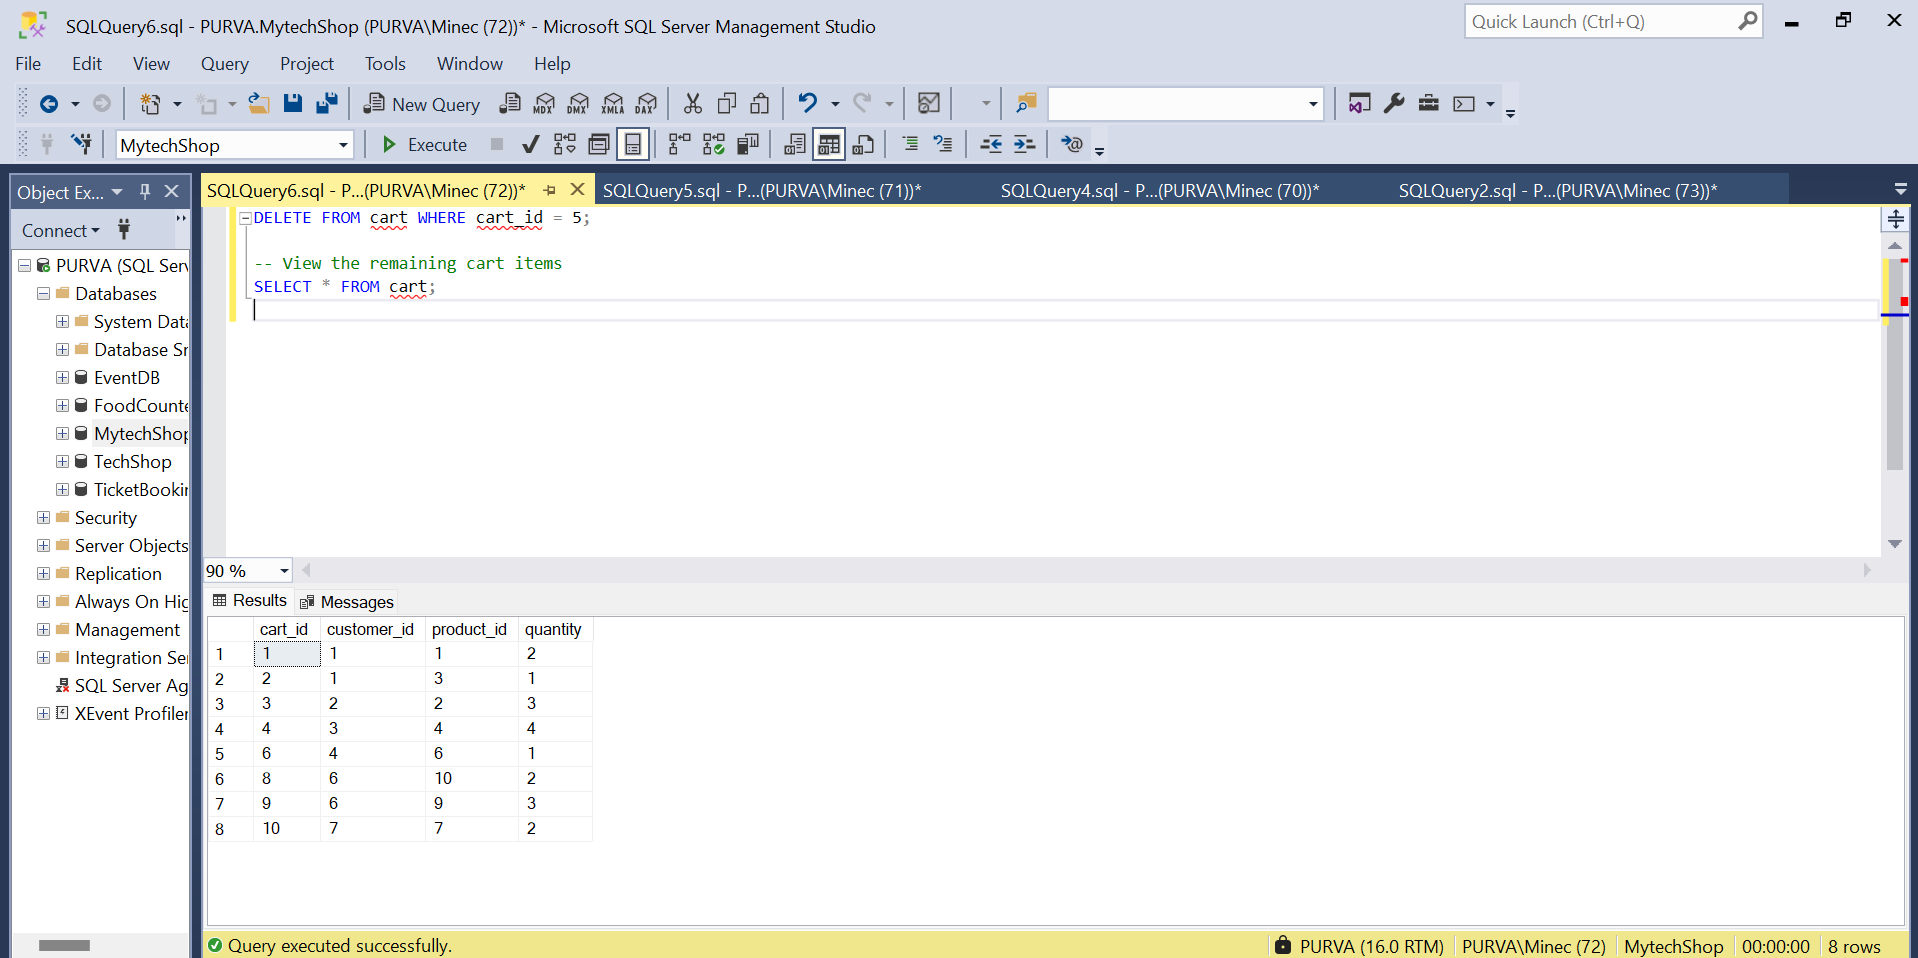 SQLQuery6.sql - PURVA.MytechShop (PURVA\Minec (72))* - Microsoft SQL Server Management Studio
Quick Launch (Ctrl+Q)
File Edit View Query Project Tools Window Help
New Query MDX DMX XMLA DAX
MytechShop Execute
Object Ex...
SQLQuery6.sql - P...(PURVA\Minec (72))* SQLQuery5.sql - P...(PURVA\Minec (71))* SQLQuery4.sql - P...(PURVA\Minec (70))* SQLQuery2.sql - P...(PURVA\Minec (73))*
Connect
PURVA (SQL Serv
Databases
System Data
Database Sn
EventDB
FoodCounte
MytechShop
TechShop
TicketBookin
Security
Server Objects
Replication
Always On Hig
Management
Integration Se
SQL Server Ag
XEvent Profiler
DELETE FROM cart WHERE cart_id = 5;
-- View the remaining cart items
SELECT * FROM cart;
90 %
Results Messages
cart_id customer_id product_id quantity
1 1 1 1 2
2 2 1 3 1
3 3 2 2 3
4 4 3 4 4
5 6 4 6 1
6 8 6 10 2
7 9 6 9 3
8 10 7 7 2
Query executed successfully.
PURVA (16.0 RTM) PURVA\Minec (72) MytechShop 00:00:00 8 rows